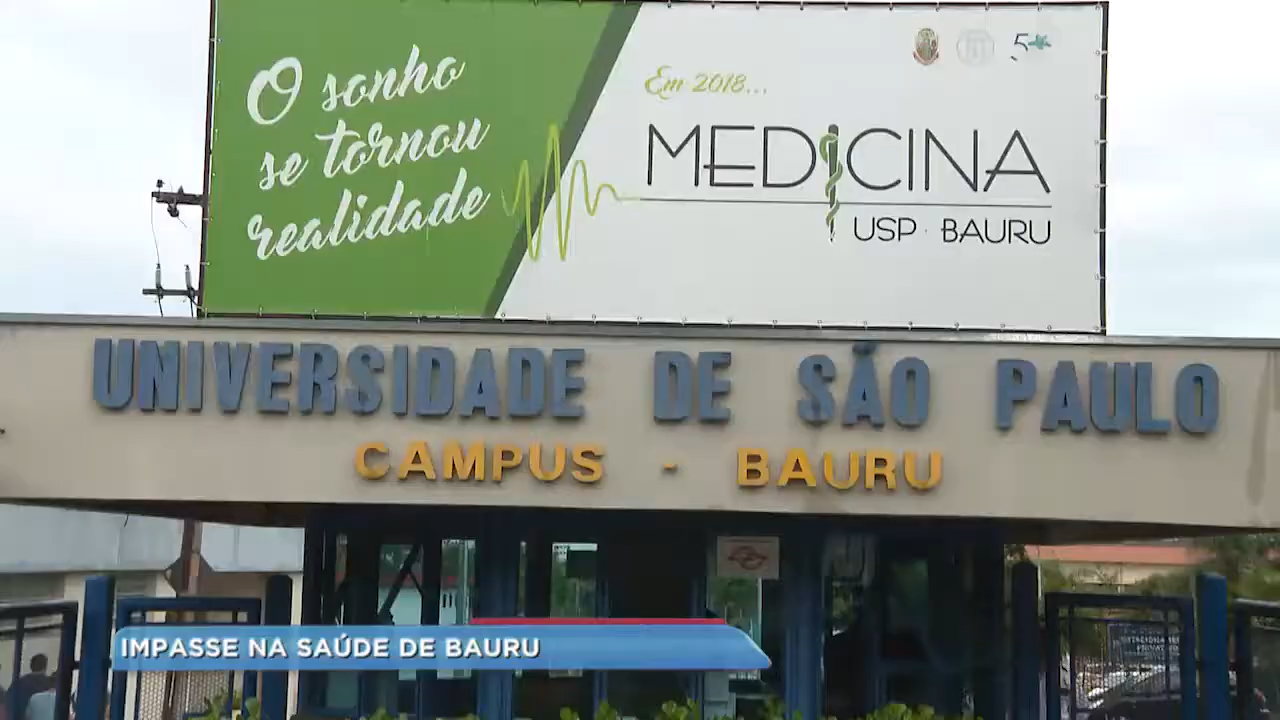 O sonho
se tornou
realidade
Em 2018...
MEDICINA
USP · BAURU
UNIVERSIDADE DE SÃO PAULO
CAMPUS - BAURU
IMPASSE NA SAÚDE DE BAURU